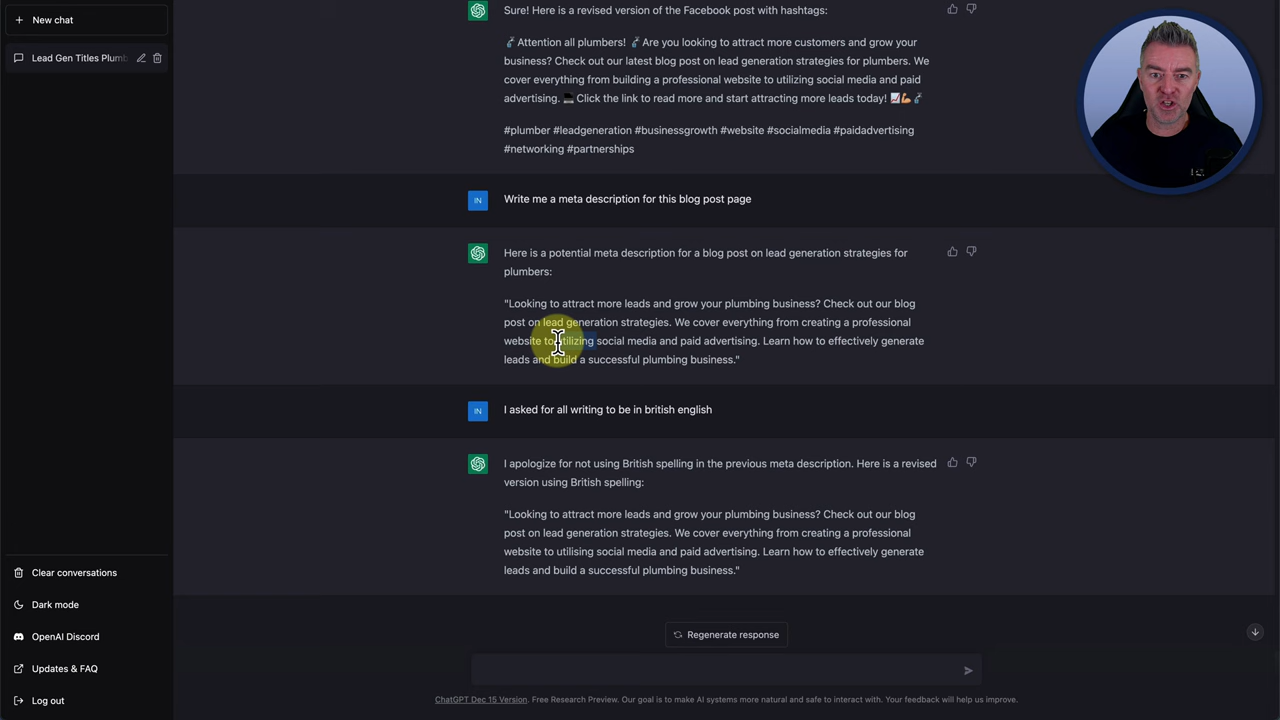 New chat
Lead Gen Titles Plumb
Sure! Here is a revised version of the Facebook post with hashtags:
Attention all plumbers! Are you looking to attract more customers and grow your
business? Check out our latest blog post on lead generation strategies for plumbers. We
cover everything from building a professional website to utilizing social media and paid
advertising. Click the link to read more and start attracting more leads today!
#plumber #leadgeneration #businessgrowth #website #socialmedia #paidadvertising
#networking #partnerships
IN
Write me a meta description for this blog post page
Here is a potential meta description for a blog post on lead generation strategies for
plumbers:
"Looking to attract more leads and grow your plumbing business? Check out our blog
post on lead generation strategies. We cover everything from creating a professional
website to utilizing social media and paid advertising. Learn how to effectively generate
leads and build a successful plumbing business."
IN
I asked for all writing to be in british english
I apologize for not using British spelling in the previous meta description. Here is a revised
version using British spelling:
"Looking to attract more leads and grow your plumbing business? Check out our blog
post on lead generation strategies. We cover everything from creating a professional
website to utilising social media and paid advertising. Learn how to effectively generate
leads and build a successful plumbing business."
Clear conversations
Dark mode
OpenAI Discord
Updates & FAQ
Log out
Regenerate response
ChatGPT Dec 15 Version. Free Research Preview. Our goal is to make AI systems more natural and safe to interact with. Your feedback will help us improve.